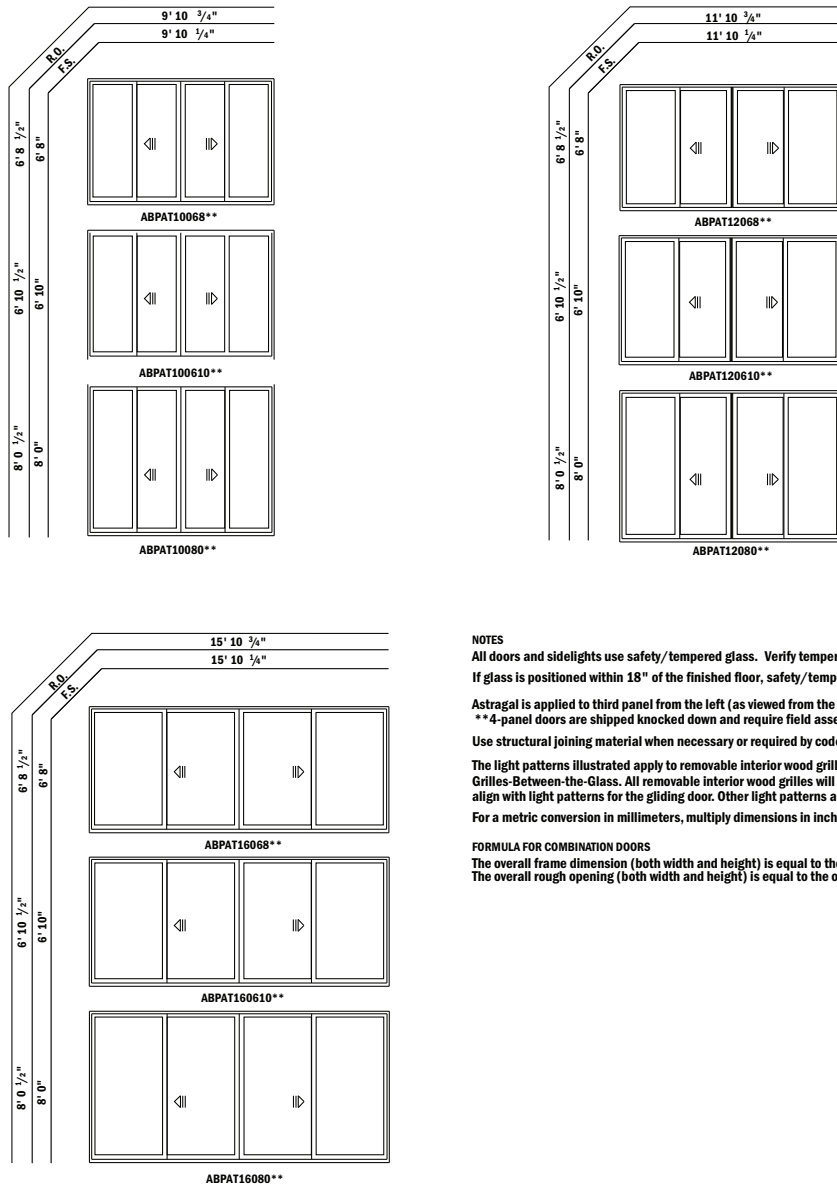 9' 10 3/4"
9' 10 1/4"
R.O.
F.S.
6' 8 1/2"
6' 8"
ABPAT10068**
6' 10 1/2"
6' 10"
ABPAT100610**
8' 0 1/2"
8' 0"
ABPAT10080**
11' 10 3/4"
11' 10 1/4"
R.O.
F.S.
6' 8 1/2"
6' 8"
ABPAT12068**
6' 10 1/2"
6' 10"
ABPAT120610**
8' 0 1/2"
8' 0"
ABPAT12080**
15' 10 3/4"
15' 10 1/4"
R.O.
F.S.
6' 8 1/2"
6' 8"
ABPAT16068**
6' 10 1/2"
6' 10"
ABPAT160610**
8' 0 1/2"
8' 0"
ABPAT16080**
NOTES
All doors and sidelights use safety/tempered glass. Verify temper
If glass is positioned within 18" of the finished floor, safety/temp
Astragal is applied to third panel from the left (as viewed from the
**4-panel doors are shipped knocked down and require field asse
Use structural joining material when necessary or required by code
The light patterns illustrated apply to removable interior wood grill
Grilles-Between-the-Glass. All removable interior wood grilles will
align with light patterns for the gliding door. Other light patterns a
For a metric conversion in millimeters, multiply dimensions in inch
FORMULA FOR COMBINATION DOORS
The overall frame dimension (both width and height) is equal to the
The overall rough opening (both width and height) is equal to the o